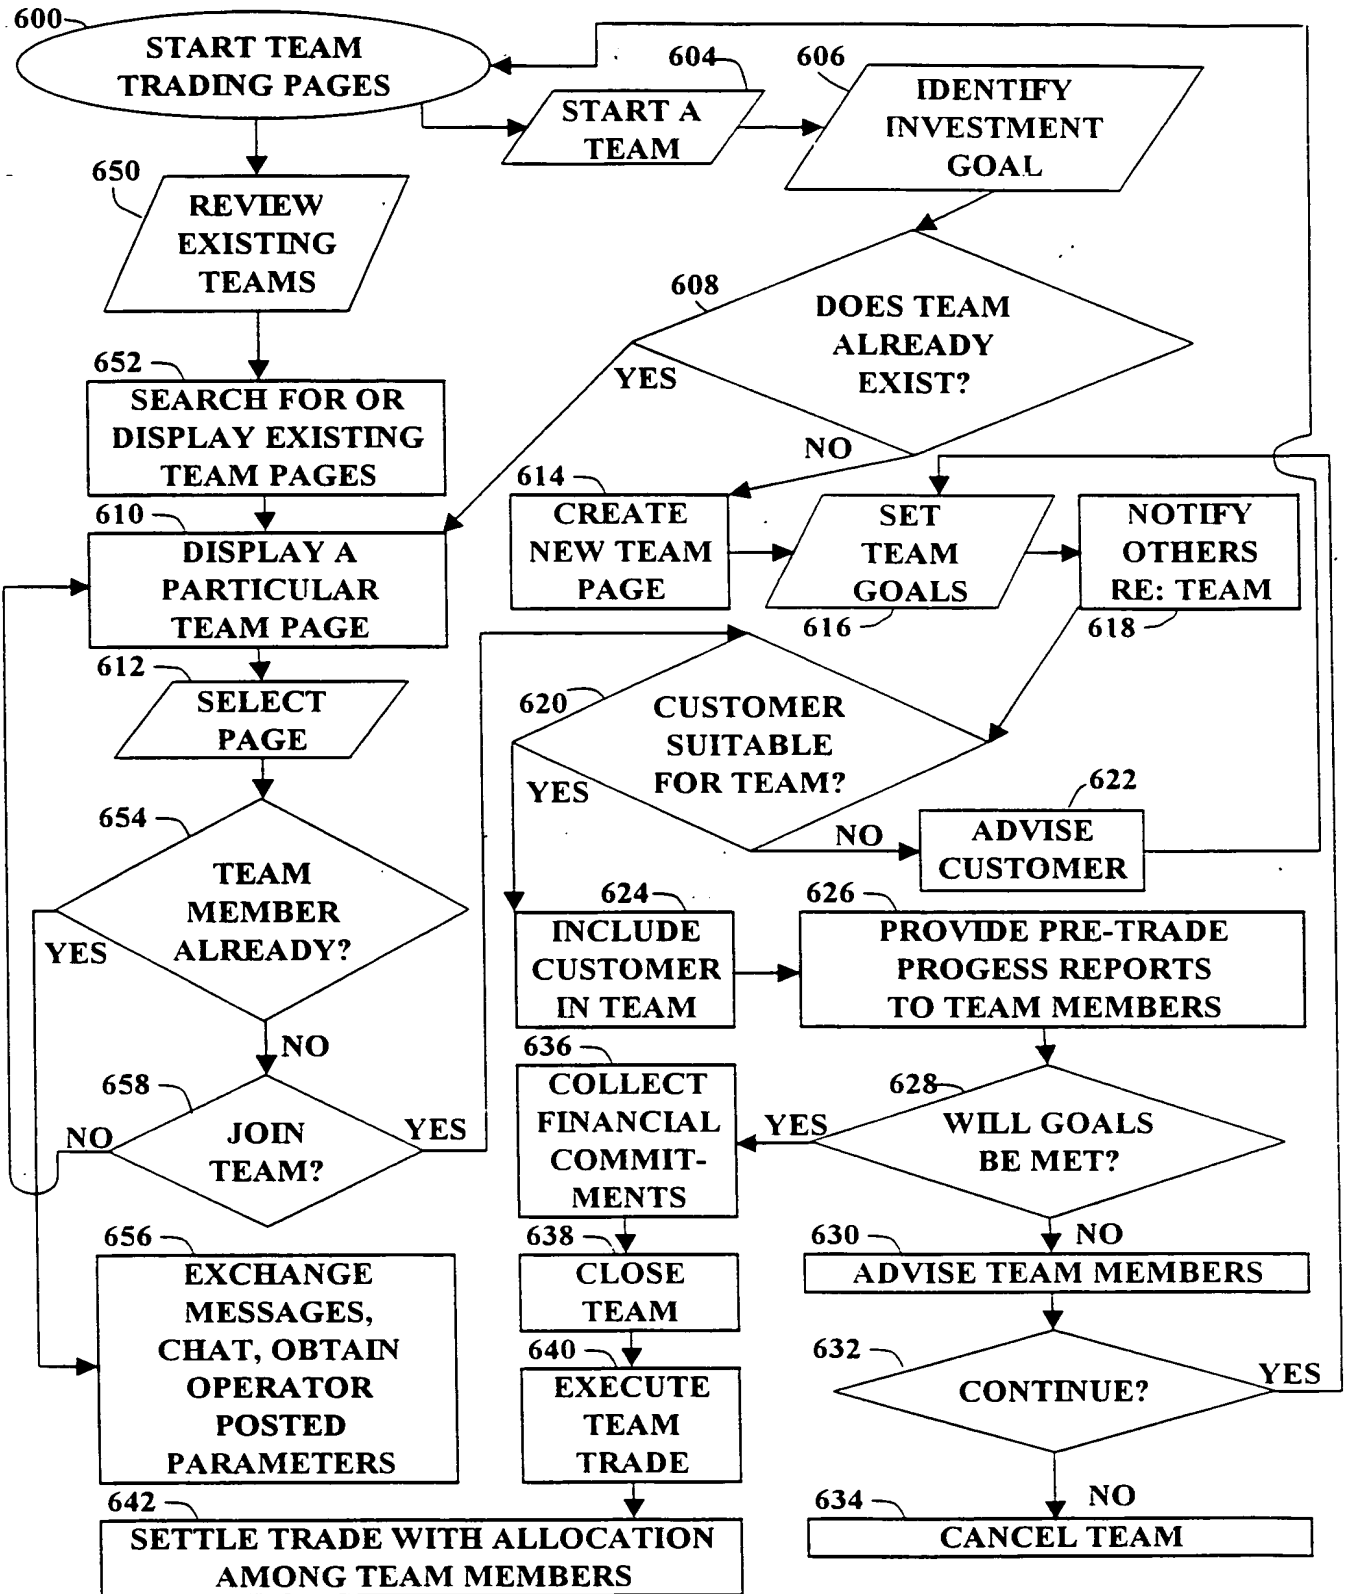 600
START TEAM
TRADING PAGES
604
START A
TEAM
606
IDENTIFY
INVESTMENT
GOAL
650
REVIEW
EXISTING
TEAMS
608
DOES TEAM
ALREADY
EXIST?
YES
NO
652
SEARCH FOR OR
DISPLAY EXISTING
TEAM PAGES
610
DISPLAY A
PARTICULAR
TEAM PAGE
614
CREATE
NEW TEAM
PAGE
SET
TEAM
GOALS
616
NOTIFY
OTHERS
RE: TEAM
618
612
SELECT
PAGE
620
CUSTOMER
SUITABLE
FOR TEAM?
YES
NO
622
ADVISE
CUSTOMER
654
TEAM
MEMBER
ALREADY?
YES
NO
624
INCLUDE
CUSTOMER
IN TEAM
626
PROVIDE PRE-TRADE
PROGESS REPORTS
TO TEAM MEMBERS
658
JOIN
TEAM?
NO
YES
636
COLLECT
FINANCIAL
COMMIT-
MENTS
628
WILL GOALS
BE MET?
YES
NO
656
EXCHANGE
MESSAGES,
CHAT, OBTAIN
OPERATOR
POSTED
PARAMETERS
638
CLOSE
TEAM
630
ADVISE TEAM MEMBERS
640
EXECUTE
TEAM
TRADE
632
CONTINUE?
YES
NO
642
SETTLE TRADE WITH ALLOCATION
AMONG TEAM MEMBERS
634
CANCEL TEAM